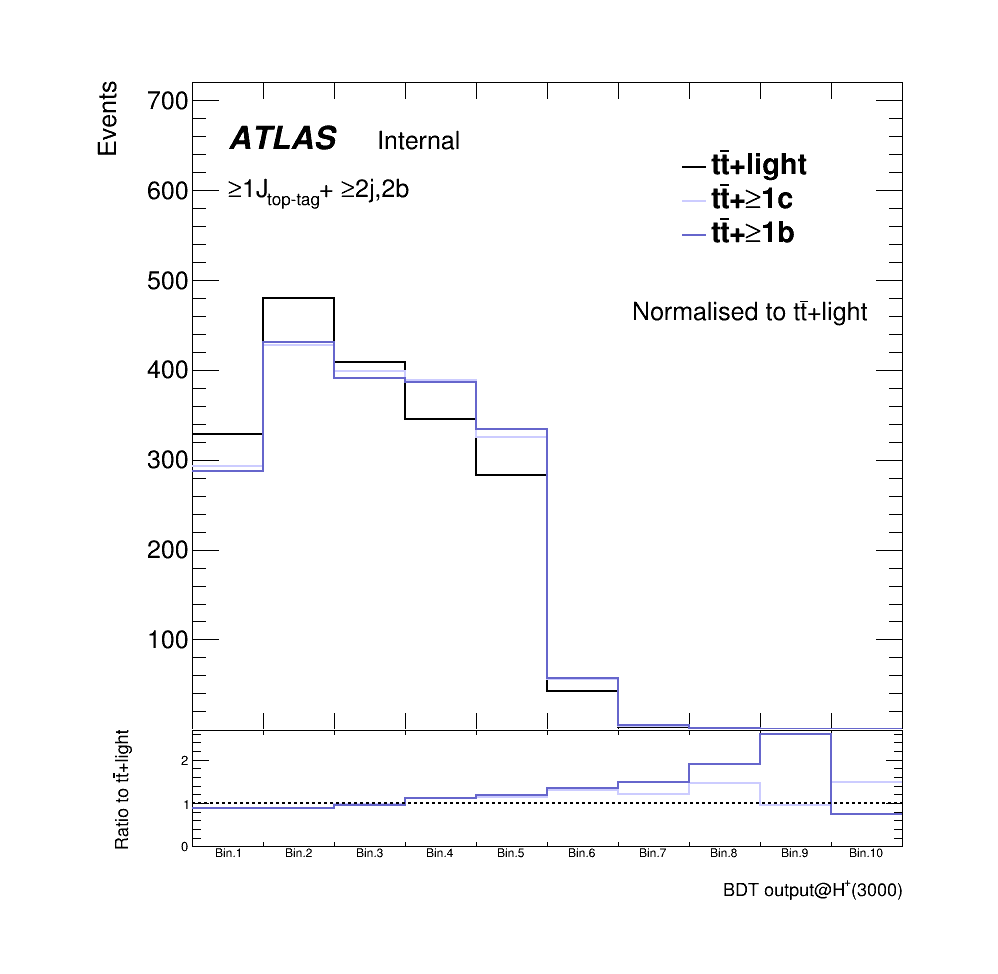 Events
700
600
500
400
300
200
100
ATLAS Internal
≥1J_top-tag+ ≥2j,2b
tt̄+light
tt̄+≥1c
tt̄+≥1b
Normalised to tt̄+light
Ratio to tt̄+light
2
1
0
Bin.1 Bin.2 Bin.3 Bin.4 Bin.5 Bin.6 Bin.7 Bin.8 Bin.9 Bin.10
BDT output@H⁺(3000)